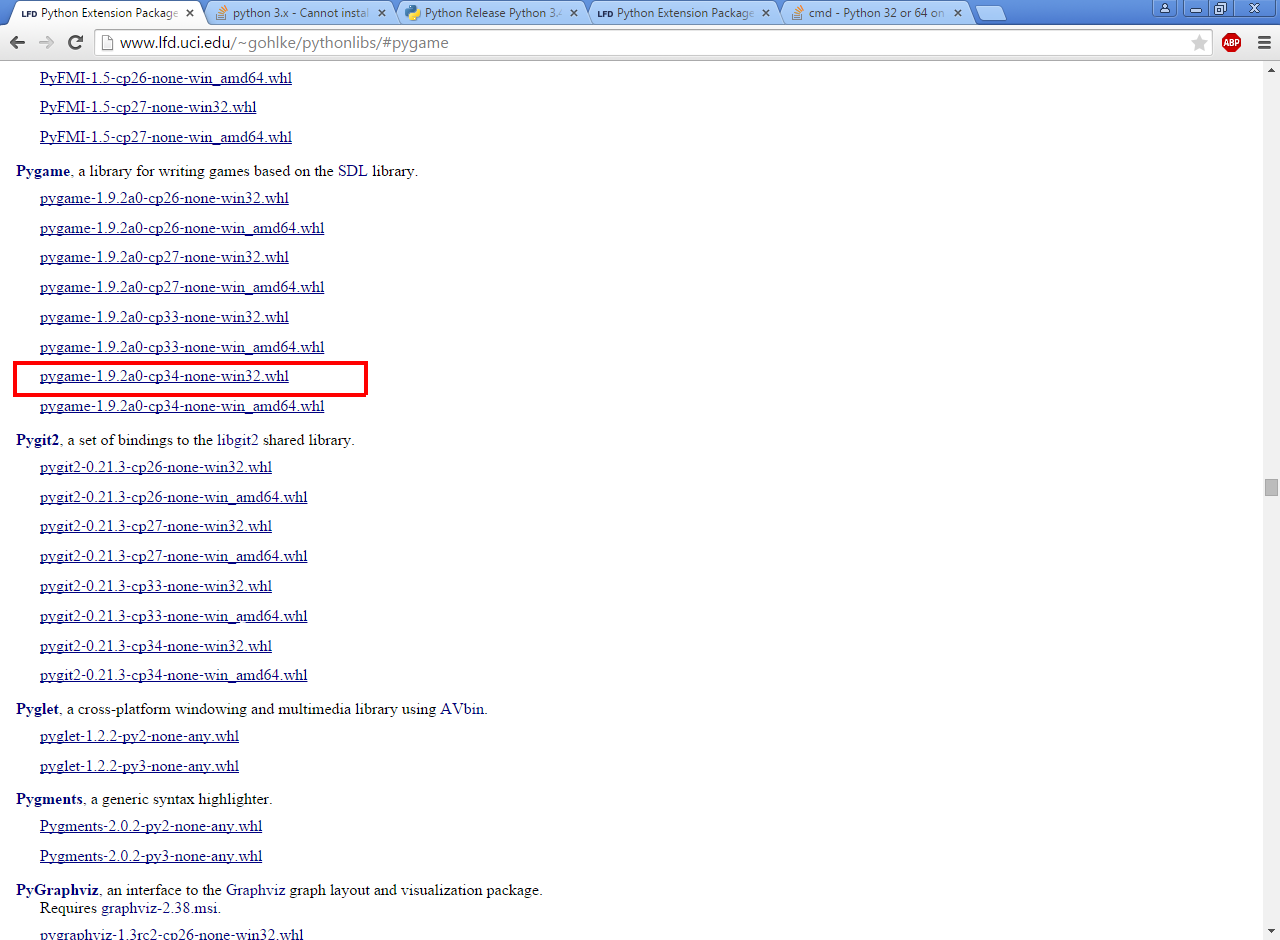 LFD Python Extension Package
python 3.x - Cannot instal
Python Release Python 3.4
LFD Python Extension Package
cmd - Python 32 or 64 on
www.lfd.uci.edu/~gohlke/pythonlibs/#pygame
ABP
PyFMI-1.5-cp26-none-win_amd64.whl
PyFMI-1.5-cp27-none-win32.whl
PyFMI-1.5-cp27-none-win_amd64.whl
Pygame, a library for writing games based on the SDL library.
pygame-1.9.2a0-cp26-none-win32.whl
pygame-1.9.2a0-cp26-none-win_amd64.whl
pygame-1.9.2a0-cp27-none-win32.whl
pygame-1.9.2a0-cp27-none-win_amd64.whl
pygame-1.9.2a0-cp33-none-win32.whl
pygame-1.9.2a0-cp33-none-win_amd64.whl
pygame-1.9.2a0-cp34-none-win32.whl
pygame-1.9.2a0-cp34-none-win_amd64.whl
Pygit2, a set of bindings to the libgit2 shared library.
pygit2-0.21.3-cp26-none-win32.whl
pygit2-0.21.3-cp26-none-win_amd64.whl
pygit2-0.21.3-cp27-none-win32.whl
pygit2-0.21.3-cp27-none-win_amd64.whl
pygit2-0.21.3-cp33-none-win32.whl
pygit2-0.21.3-cp33-none-win_amd64.whl
pygit2-0.21.3-cp34-none-win32.whl
pygit2-0.21.3-cp34-none-win_amd64.whl
Pyglet, a cross-platform windowing and multimedia library using AVbin.
pyglet-1.2.2-py2-none-any.whl
pyglet-1.2.2-py3-none-any.whl
Pygments, a generic syntax highlighter.
Pygments-2.0.2-py2-none-any.whl
Pygments-2.0.2-py3-none-any.whl
PyGraphviz, an interface to the Graphviz graph layout and visualization package.
Requires graphviz-2.38.msi.
pygraphviz-1.3rc2-cp26-none-win32.whl